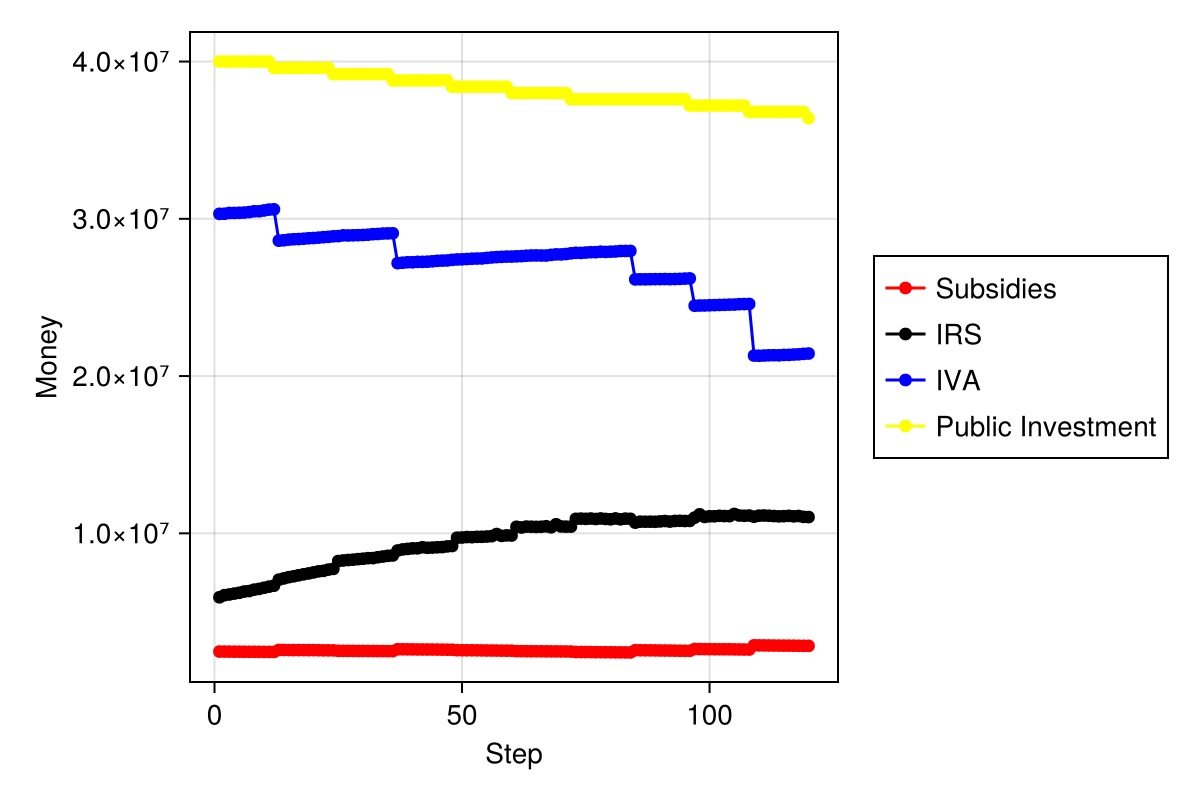 4.0×10⁷
3.0×10⁷
2.0×10⁷
1.0×10⁷
Money
0
50
100
Step
Subsidies
IRS
IVA
Public Investment